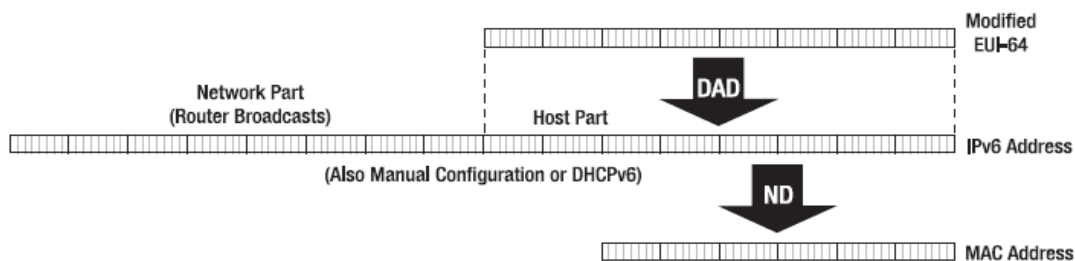 Modified
EUI-64
DAD
Network Part
(Router Broadcasts)
Host Part
IPv6 Address
(Also Manual Configuration or DHCPv6)
ND
MAC Address